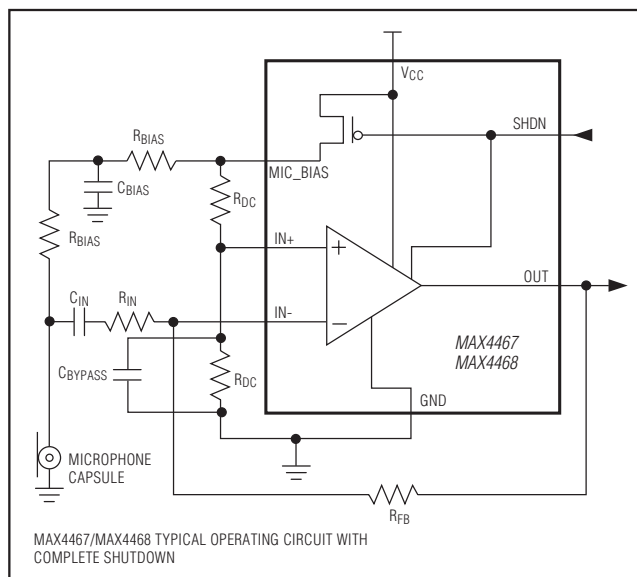 VCC
SHDN
RBIAS
MIC_BIAS
CBIAS
RDC
RBIAS
IN+
+
OUT
CIN
RIN
IN-
−
MAX4467
MAX4468
CBYPASS
RDC
GND
MICROPHONE
CAPSULE
RFB
MAX4467/MAX4468 TYPICAL OPERATING CIRCUIT WITH
COMPLETE SHUTDOWN